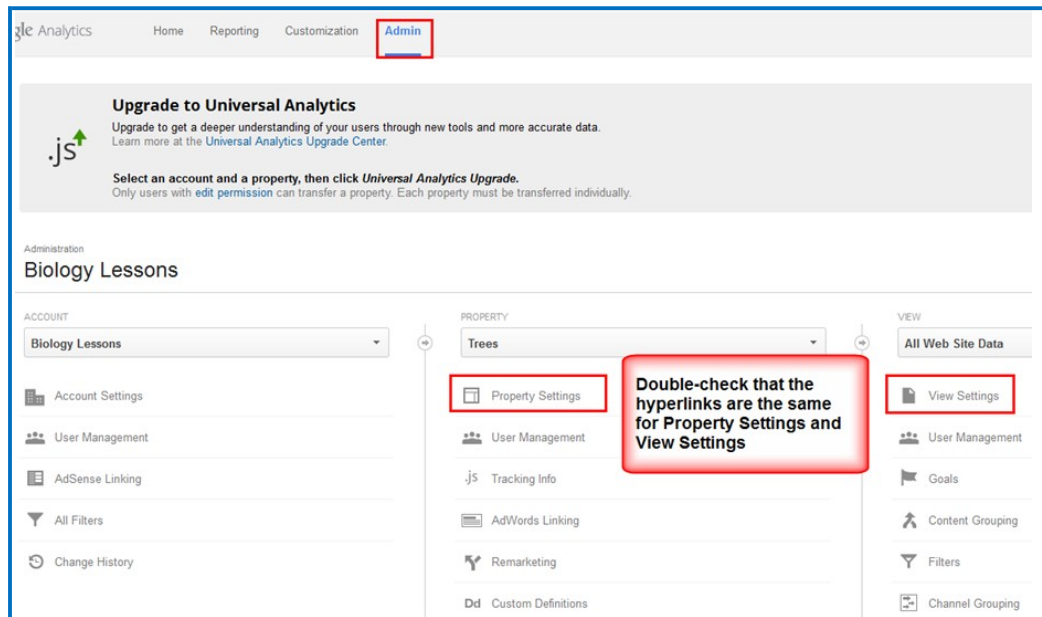 gle Analytics Home Reporting Customization Admin
Upgrade to Universal Analytics
Upgrade to get a deeper understanding of your users through new tools and more accurate data.
Learn more at the Universal Analytics Upgrade Center.
.js
Select an account and a property, then click Universal Analytics Upgrade.
Only users with edit permission can transfer a property. Each property must be transferred individually.
Administration
Biology Lessons
ACCOUNT
Biology Lessons
Account Settings
User Management
AdSense Linking
All Filters
Change History
PROPERTY
Trees
Property Settings
User Management
.js Tracking Info
AdWords Linking
Remarketing
Dd Custom Definitions
Double-check that the
hyperlinks are the same
for Property Settings and
View Settings
VIEW
All Web Site Data
View Settings
User Management
Goals
Content Grouping
Filters
Channel Grouping